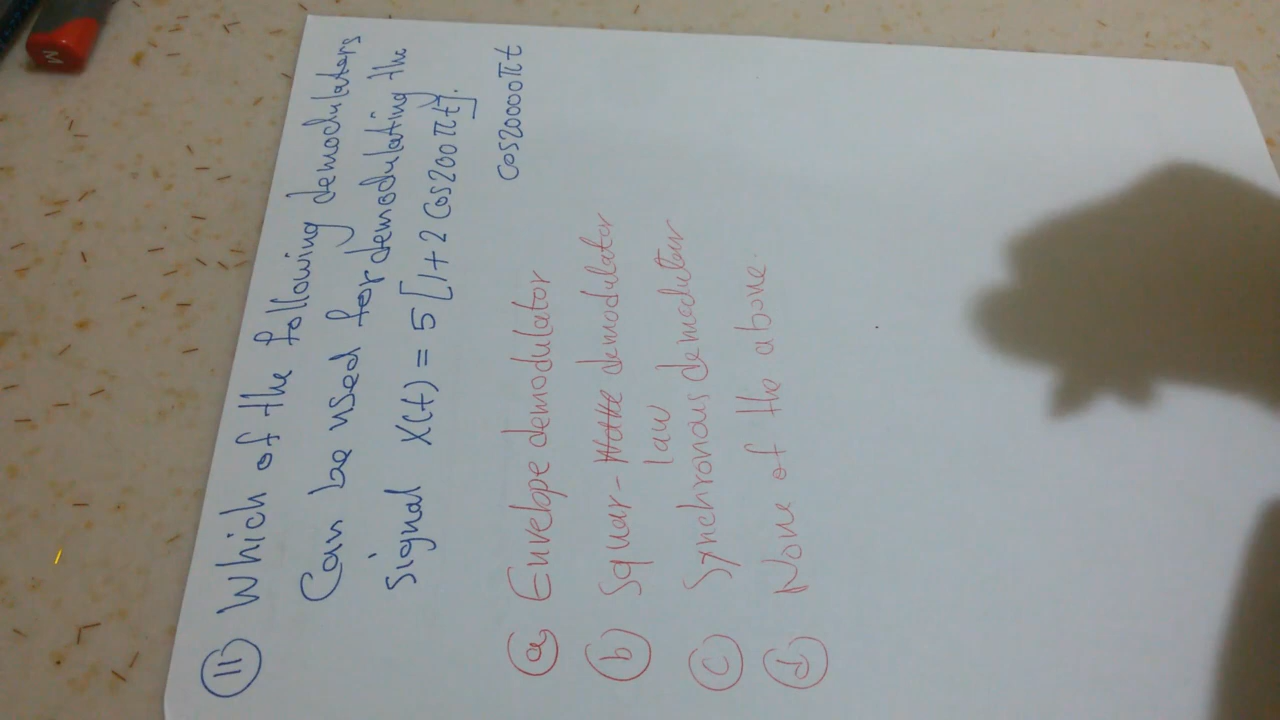 11 Which of the following demodulators
Can be used for demodulating the
signal X(t) = 5 [1+2 Cos200πt].
cos20000πt
a Envelope demodulator
b Squar - demodulator
law
c Synchronous demodutur
d None of the above.
M